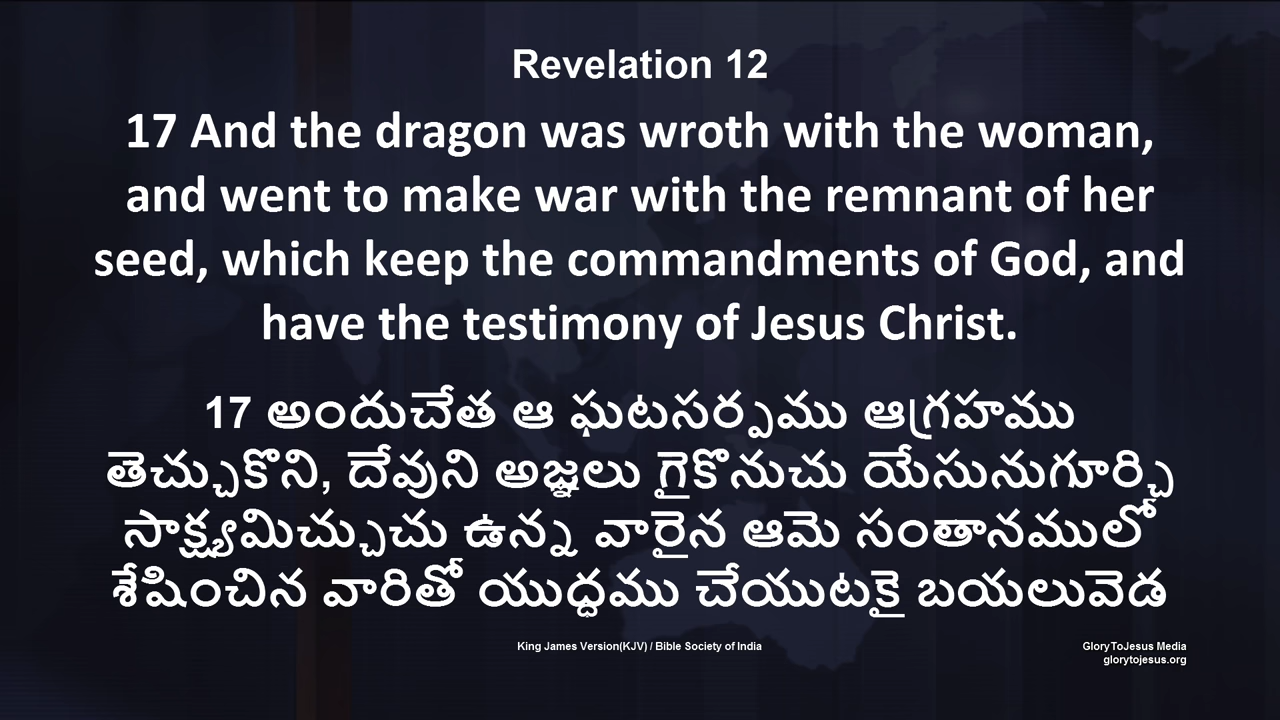 Revelation 12
17 And the dragon was wroth with the woman,
and went to make war with the remnant of her
seed, which keep the commandments of God, and
have the testimony of Jesus Christ.
17 అందుచేత ఆ ఘటసర్పము ఆగ్రహము
తెచ్చుకొని, దేవుని అజ్ఞలు గైకొనుచు యేసునుగూర్చి
సాక్ష్యమిచ్చుచు ఉన్న వారైన ఆమె సంతానములో
శేషించిన వారితో యుద్ధము చేయుటకై బయలువెడ
King James Version(KJV) / Bible Society of India
GloryToJesus Media
glorytojesus.org